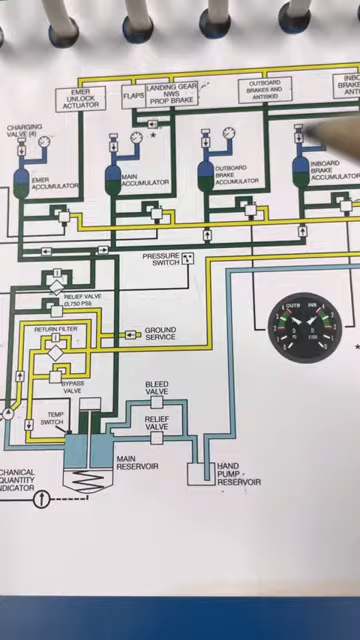 EMER
UNLOCK
ACTUATOR
FLAPS
LANDING GEAR
NWS
PROP BRAKE
OUTBOARD
BRAKES AND
ANTISKID
INBO
BRAKE
ANTI
CHARGING
VALVE (4)
EMER
ACCUMULATOR
*
MAIN
ACCUMULATOR
OUTBOARD
BRAKE
ACCUMULATOR
INBOARD
BRAKE
ACCUMULATOR
PRESSURE
SWITCH
RELIEF VALVE
(3,750 PSI)
RETURN FILTER
GROUND
SERVICE
BYPASS
VALVE
TEMP
SWITCH
BLEED
VALVE
RELIEF
VALVE
MAIN
RESERVOIR
HAND
PUMP
RESERVOIR
CHANICAL
QUANTITY
NDICATOR
OUTB
INB
*